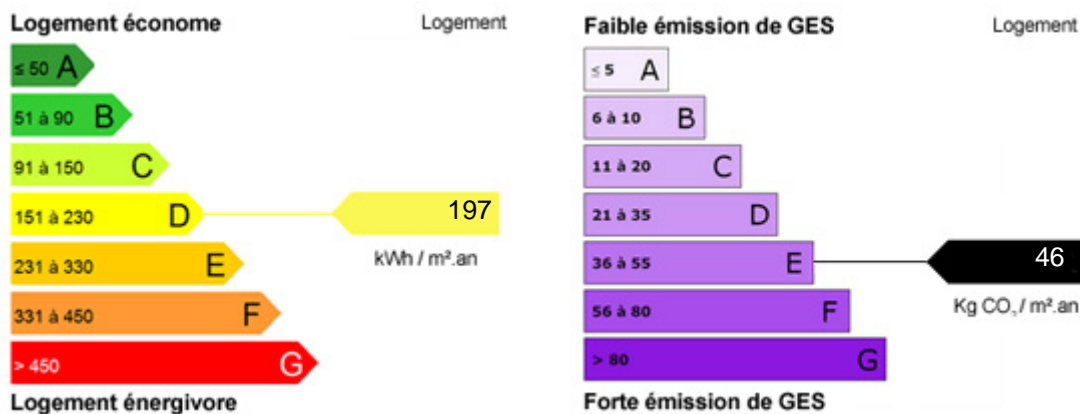 Logement économe
Logement
≤ 50 A
51 à 90 B
91 à 150 C
151 à 230 D
197
231 à 330 E
kWh / m².an
331 à 450 F
> 450 G
Logement énergivore
Faible émission de GES
Logement
≤ 5 A
6 à 10 B
11 à 20 C
21 à 35 D
36 à 55 E
46
56 à 80 F
Kg CO₂ / m².an
> 80 G
Forte émission de GES